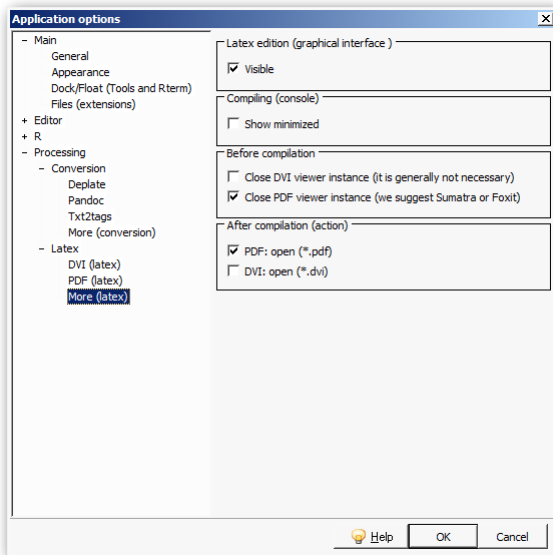 Application options
Main
General
Appearance
Dock/Float (Tools and Rterm)
Files (extensions)
Editor
R
Processing
Conversion
Deplate
Pandoc
Txt2tags
More (conversion)
Latex
DVI (latex)
PDF (latex)
More (latex)
Latex edition (graphical interface )
Visible
Compiling (console)
Show minimized
Before compilation
Close DVI viewer instance (it is generally not necessary)
Close PDF viewer instance (we suggest Sumatra or Foxit)
After compilation (action)
PDF: open (*.pdf)
DVI: open (*.dvi)
Help
OK
Cancel